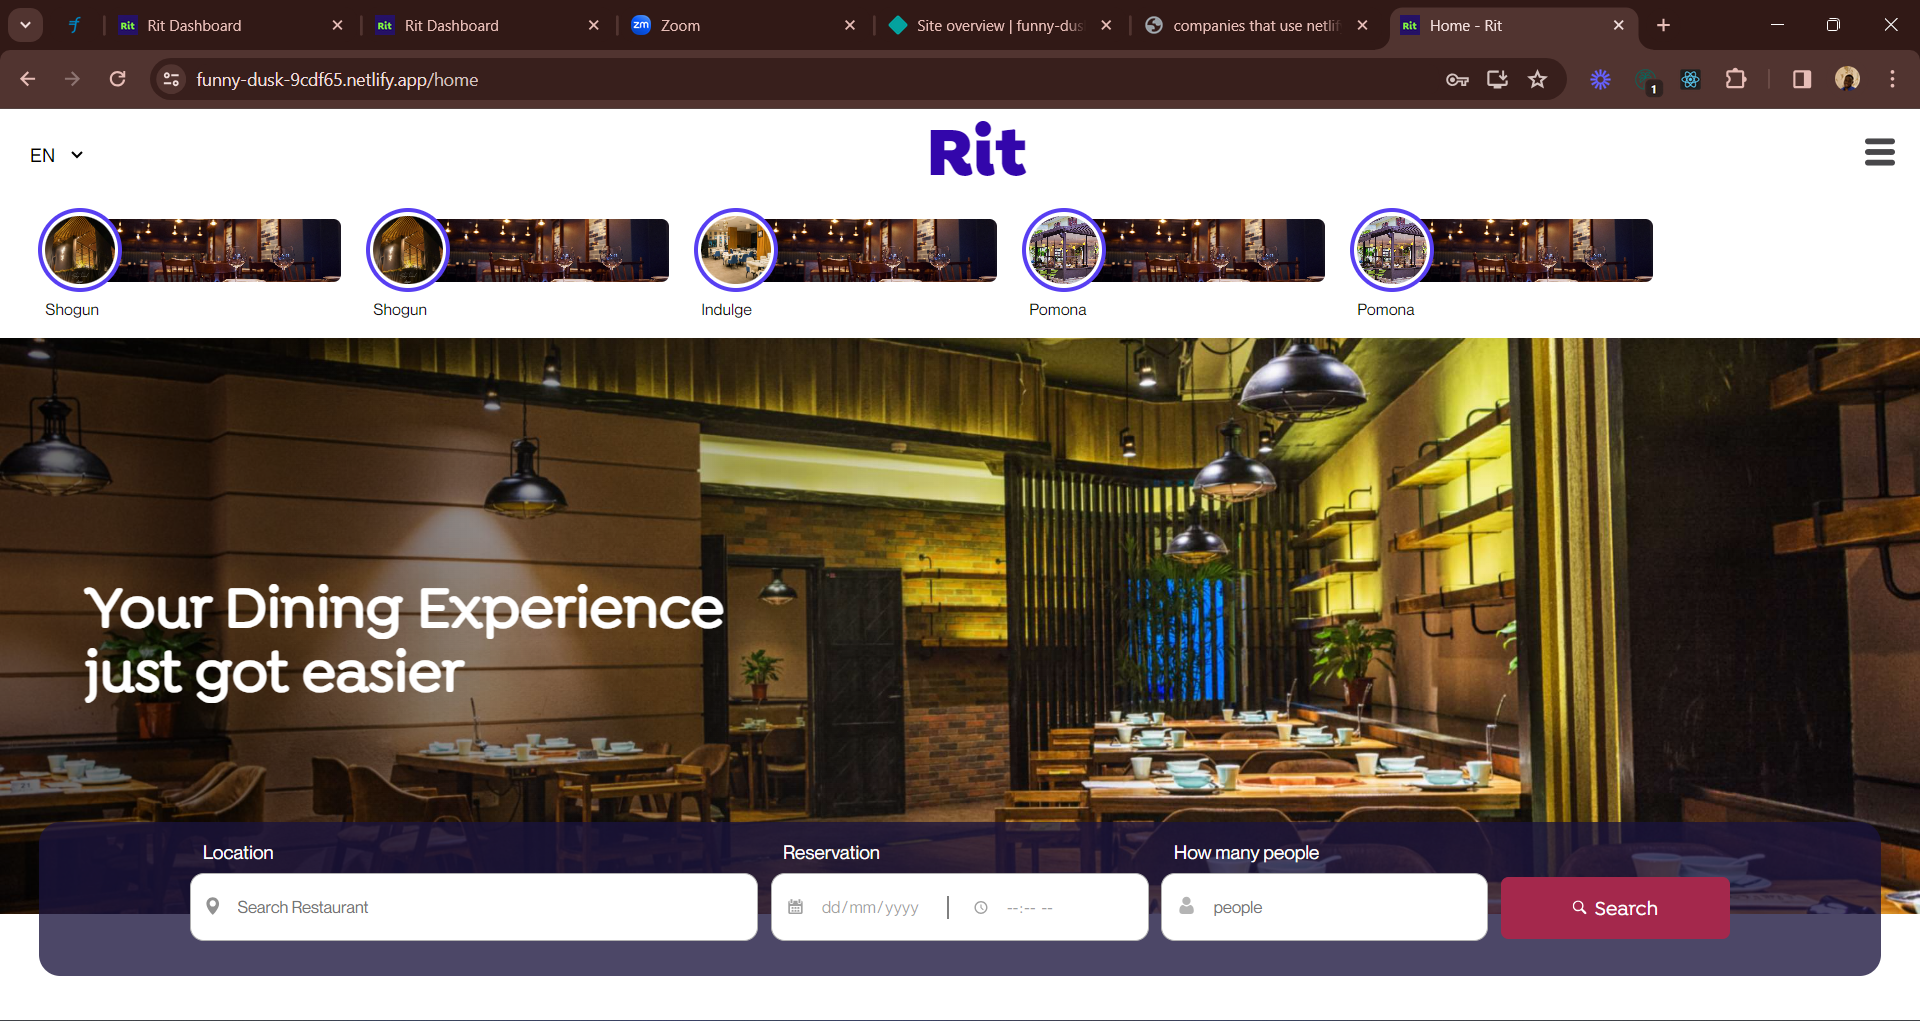 Rit Dashboard
Rit Dashboard
Zoom
Site overview | funny-dus
companies that use netlif
Home - Rit
funny-dusk-9cdf65.netlify.app/home
1
EN
Rit
Shogun
Shogun
Indulge
Pomona
Pomona
Your Dining Experience
just got easier
Location
Reservation
How many people
Search Restaurant
dd/mm/yyyy
--:-- --
people
Search